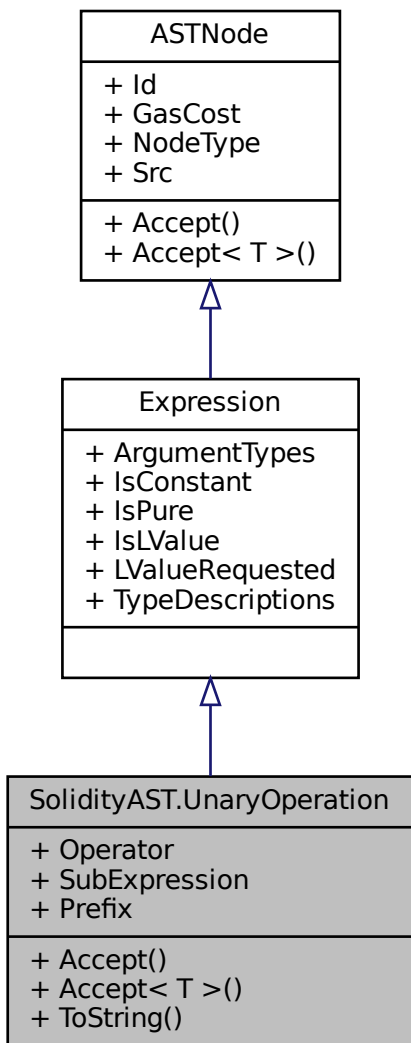 ASTNode
+ Id
+ GasCost
+ NodeType
+ Src
+ Accept()
+ Accept< T >()
Expression
+ ArgumentTypes
+ IsConstant
+ IsPure
+ IsLValue
+ LValueRequested
+ TypeDescriptions
SolidityAST.UnaryOperation
+ Operator
+ SubExpression
+ Prefix
+ Accept()
+ Accept< T >()
+ ToString()